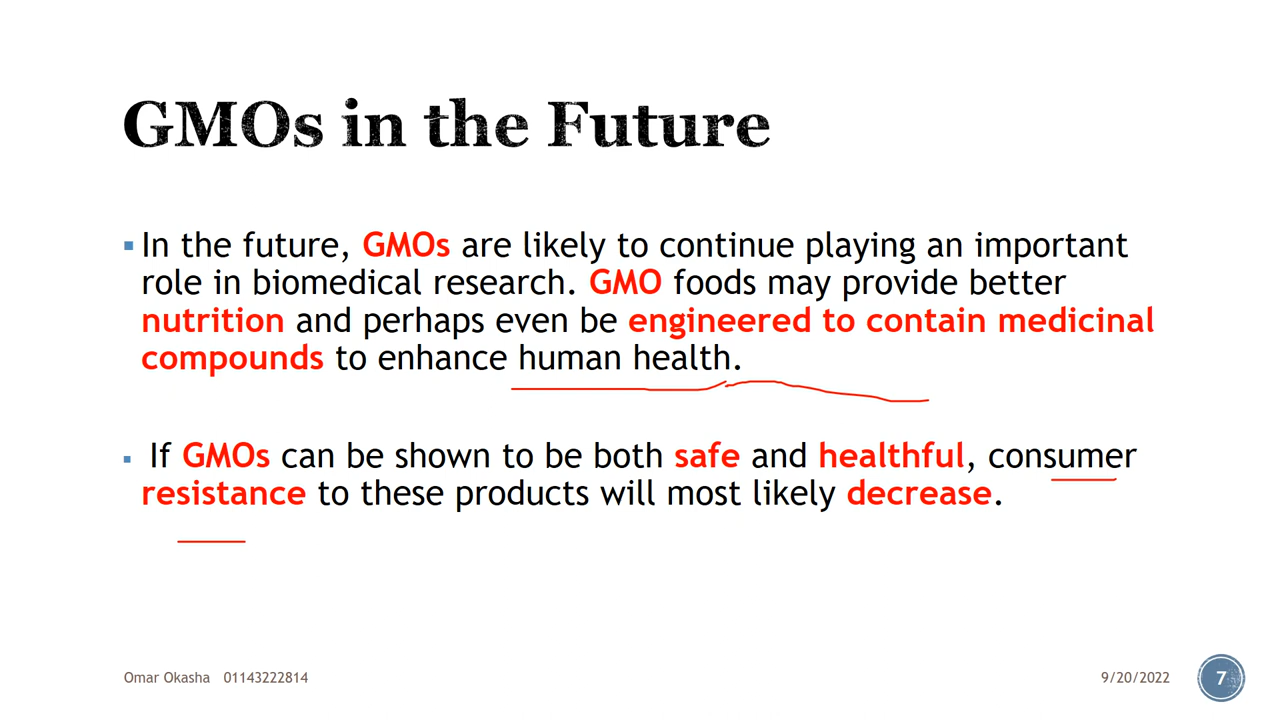 GMOs in the Future
In the future, GMOs are likely to continue playing an important
role in biomedical research. GMO foods may provide better
nutrition and perhaps even be engineered to contain medicinal
compounds to enhance human health.
If GMOs can be shown to be both safe and healthful, consumer
resistance to these products will most likely decrease.
Omar Okasha 01143222814
9/20/2022
7